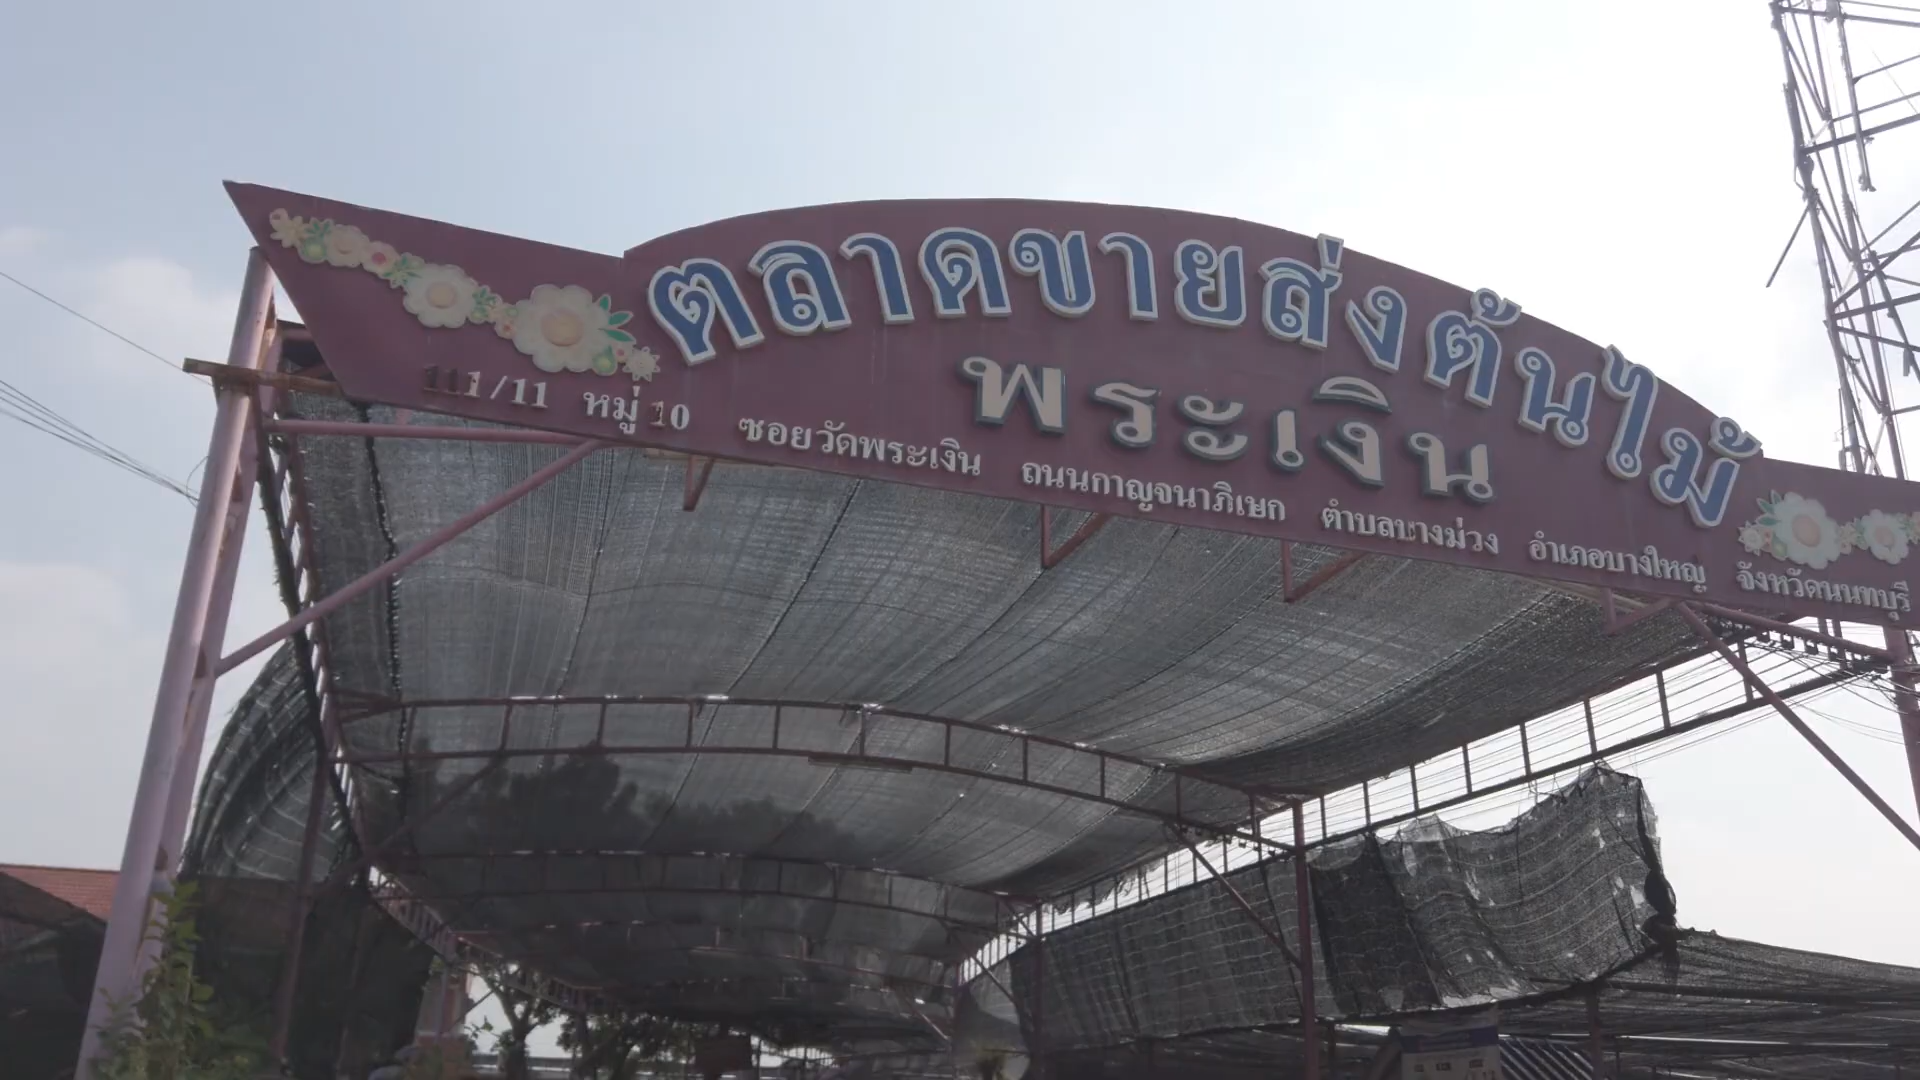 ตลาดขายส่งต้นไม้
พระเงิน
111/11 หมู่ 10 ซอยวัดพระเงิน ถนนกาญจนาภิเษก ตำบลบางม่วง อำเภอบางใหญ่ จังหวัดนนทบุรี